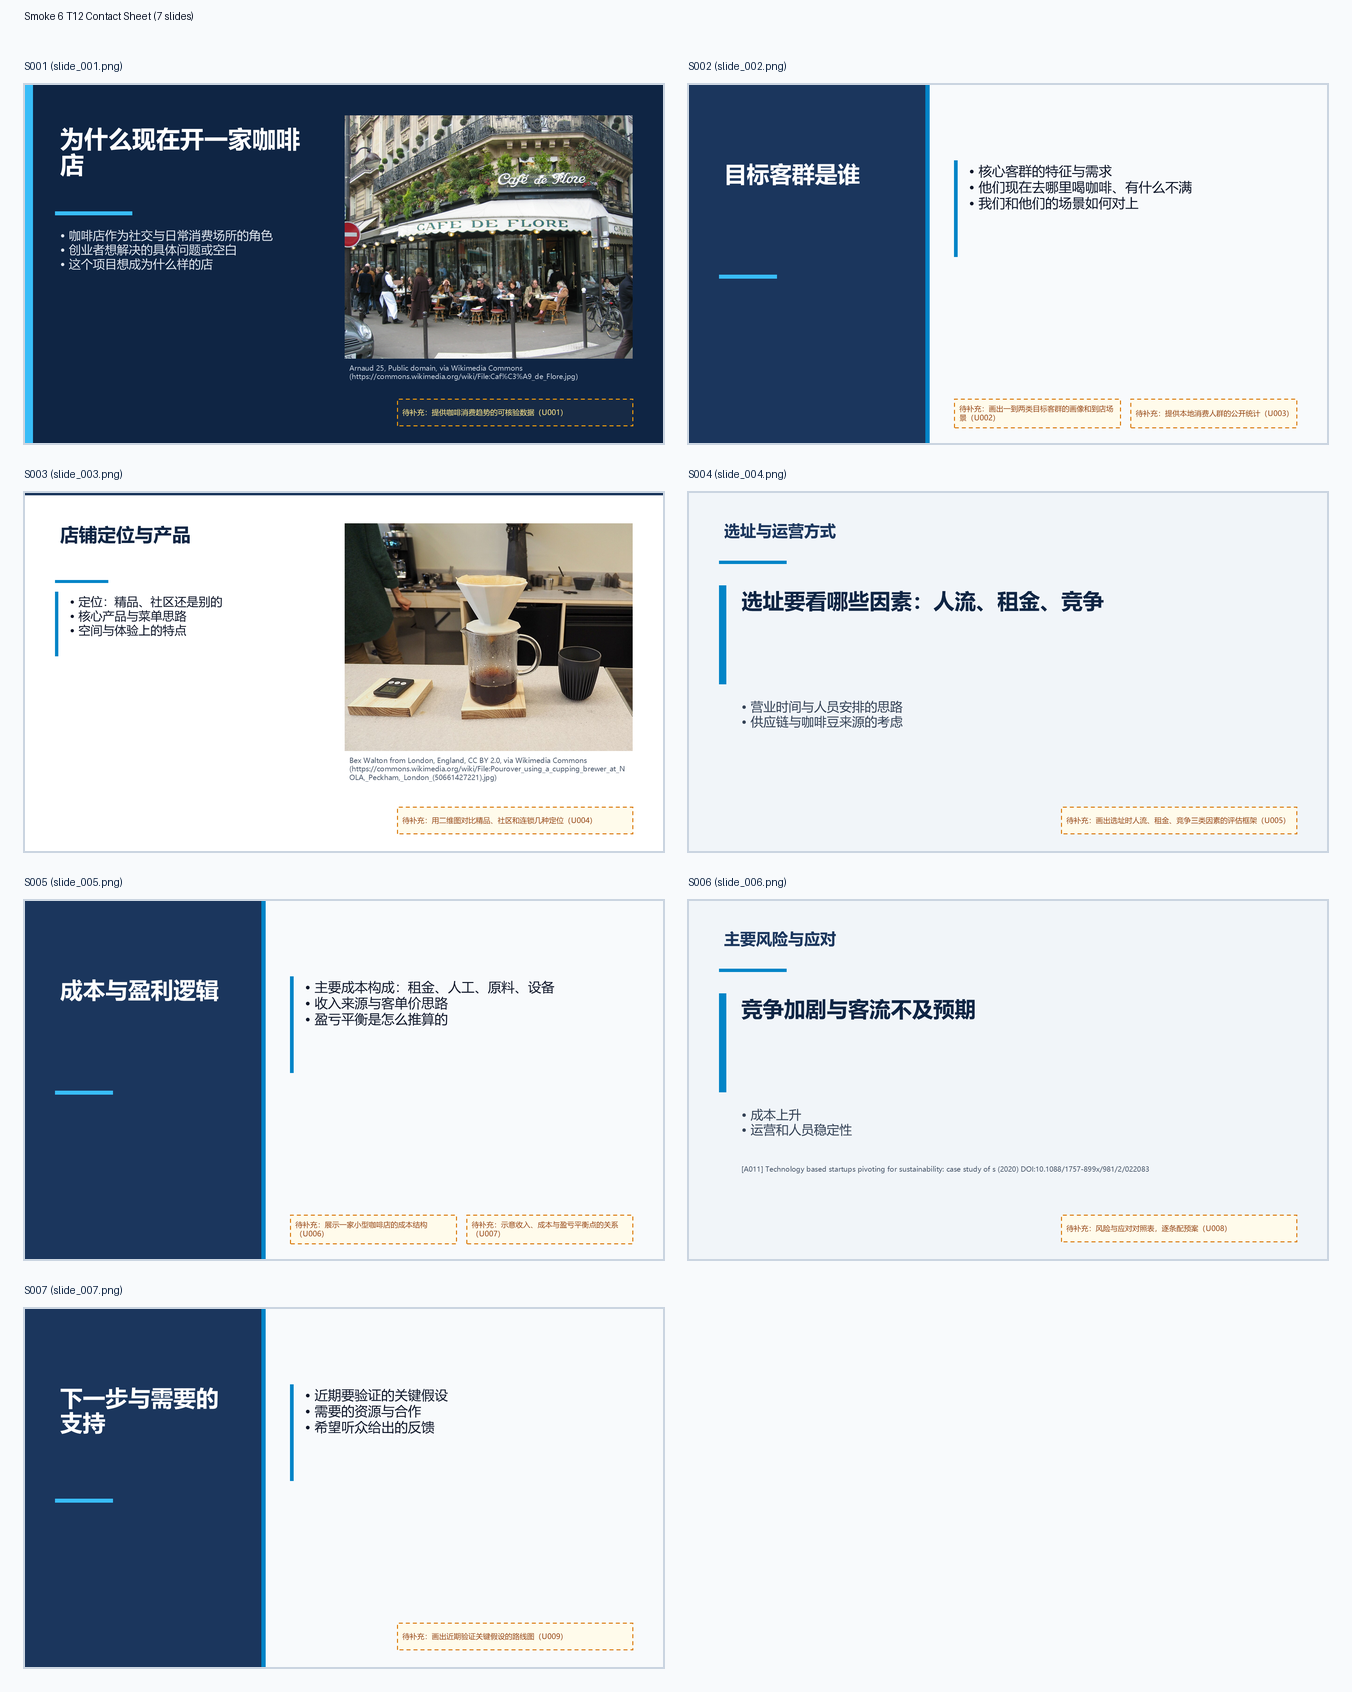 Smoke 6 T12 Contact Sheet (7 slides)
S001 (slide_001.png)
为什么现在开一家咖啡
店
• 咖啡店作为社交与日常消费场所的角色
• 创业者想解决的具体问题或空白
• 这个项目想成为什么样的店
Café de Flore
CAFE DE FLORE
Arnaud 25, Public domain, via Wikimedia Commons
(https://commons.wikimedia.org/wiki/File:Caf%C3%A9_de_Flore.jpg)
待补充：提供咖啡消费趋势的可核验数据（U001）
S002 (slide_002.png)
目标客群是谁
• 核心客群的特征与需求
• 他们现在去哪里喝咖啡、有什么不满
• 我们和他们的场景如何对上
待补充：画出一到两类目标客群的画像和到店场
景（U002）
待补充：提供本地消费人群的公开统计（U003）
S003 (slide_003.png)
店铺定位与产品
• 定位：精品、社区还是别的
• 核心产品与菜单思路
• 空间与体验上的特点
Bex Walton from London, England, CC BY 2.0, via Wikimedia Commons
(https://commons.wikimedia.org/wiki/File:Pourover_using_a_cupping_brewer_at_N
OLA,_Peckham,_London_(50661427221).jpg)
待补充：用二维图对比精品、社区和连锁几种定位（U004）
S004 (slide_004.png)
选址与运营方式
选址要看哪些因素：人流、租金、竞争
• 营业时间与人员安排的思路
• 供应链与咖啡豆来源的考虑
待补充：画出选址时人流、租金、竞争三类因素的评估框架（U005）
S005 (slide_005.png)
成本与盈利逻辑
• 主要成本构成：租金、人工、原料、设备
• 收入来源与客单价思路
• 盈亏平衡是怎么推算的
待补充：展示一家小型咖啡店的成本结构
（U006）
待补充：示意收入、成本与盈亏平衡点的关系
（U007）
S006 (slide_006.png)
主要风险与应对
竞争加剧与客流不及预期
• 成本上升
• 运营和人员稳定性
[A011] Technology based startups pivoting for sustainability: case study of s (2020) DOI:10.1088/1757-899x/981/2/022083
待补充：风险与应对对照表，逐条配预案（U008）
S007 (slide_007.png)
下一步与需要的
支持
• 近期要验证的关键假设
• 需要的资源与合作
• 希望听众给出的反馈
待补充：画出近期验证关键假设的路线图（U009）